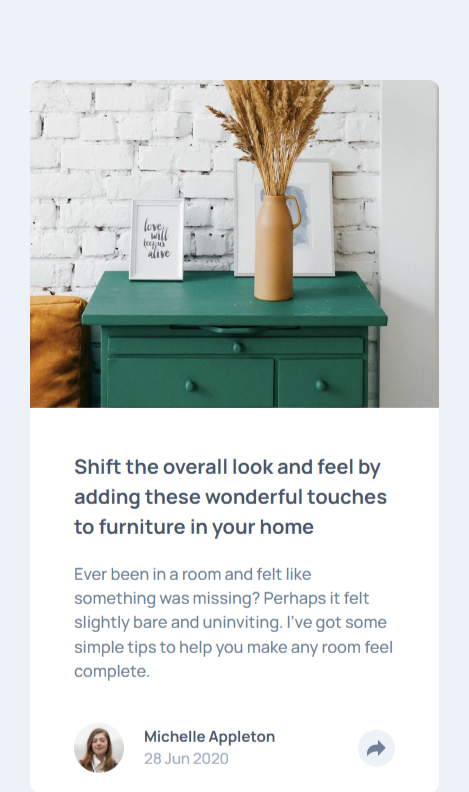 love
will
keep us
alive
Shift the overall look and feel by
adding these wonderful touches
to furniture in your home
Ever been in a room and felt like
something was missing? Perhaps it felt
slightly bare and uninviting. I've got some
simple tips to help you make any room feel
complete.
Michelle Appleton
28 Jun 2020